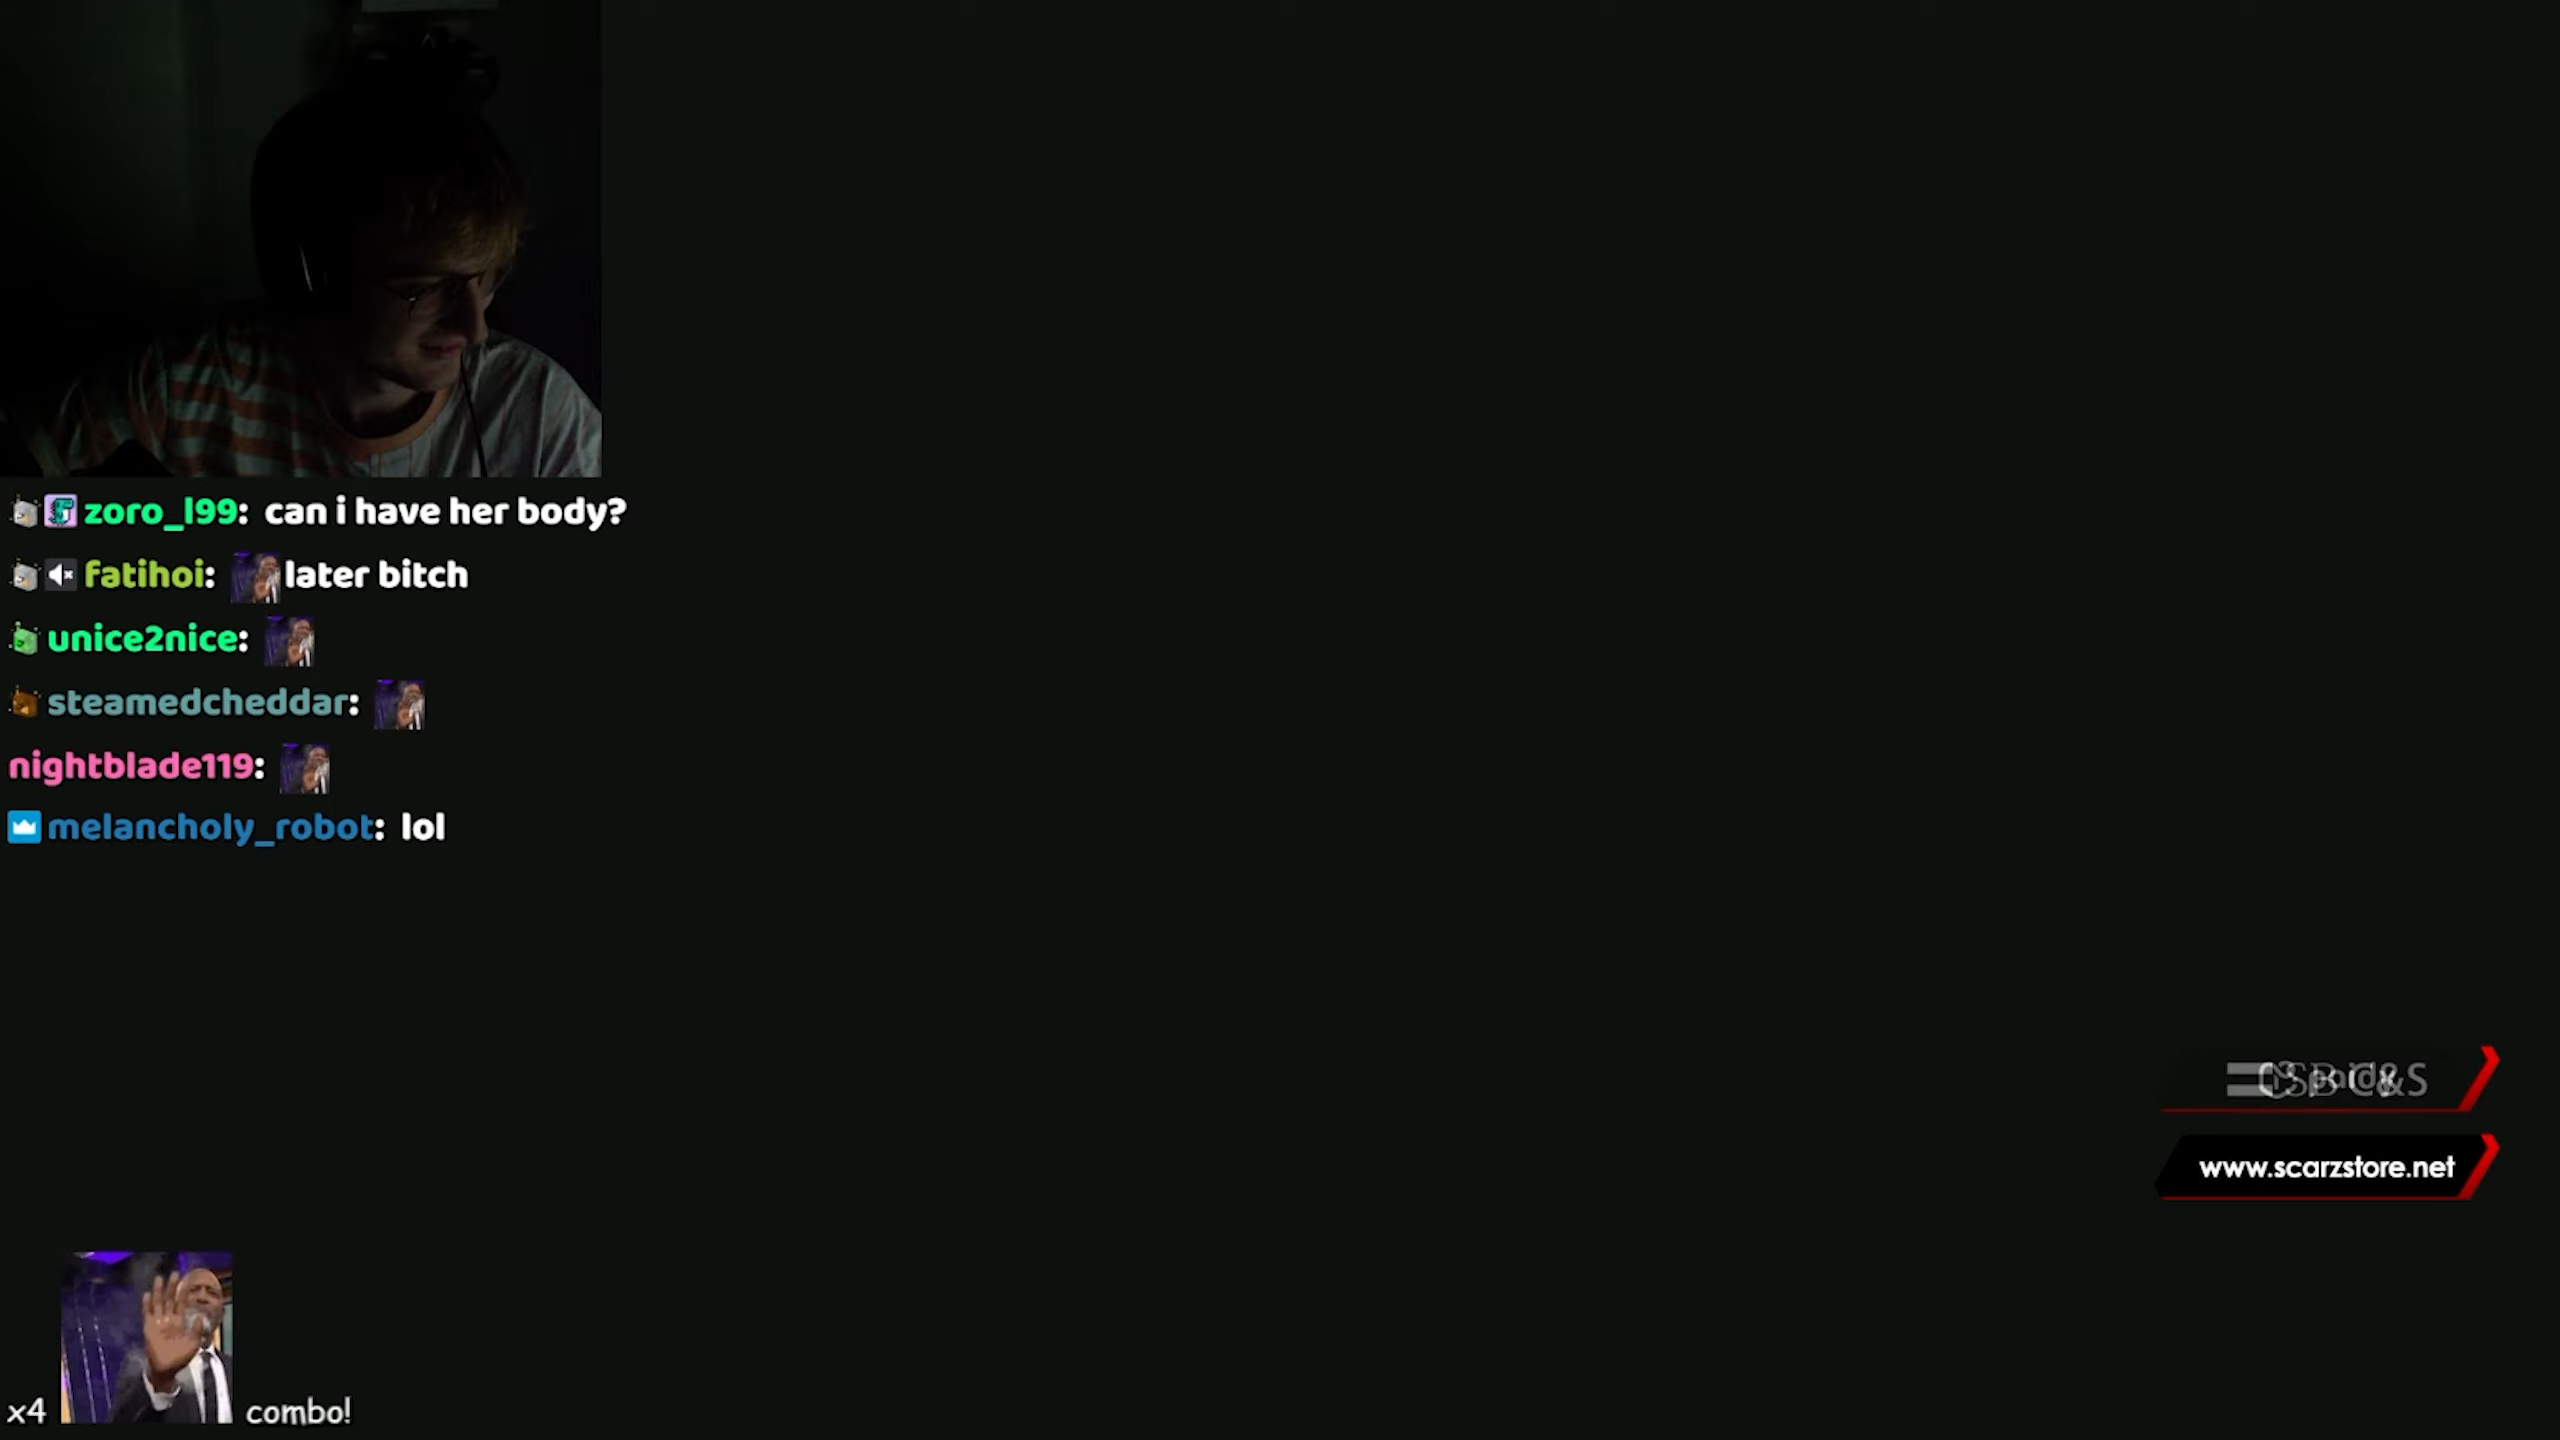 zoro_l99: can i have her body?
fatihoi: later bitch
unice2nice:
steamedcheddar:
nightblade119:
melancholy_robot: lol
www.scarzstore.net
x4 combo!